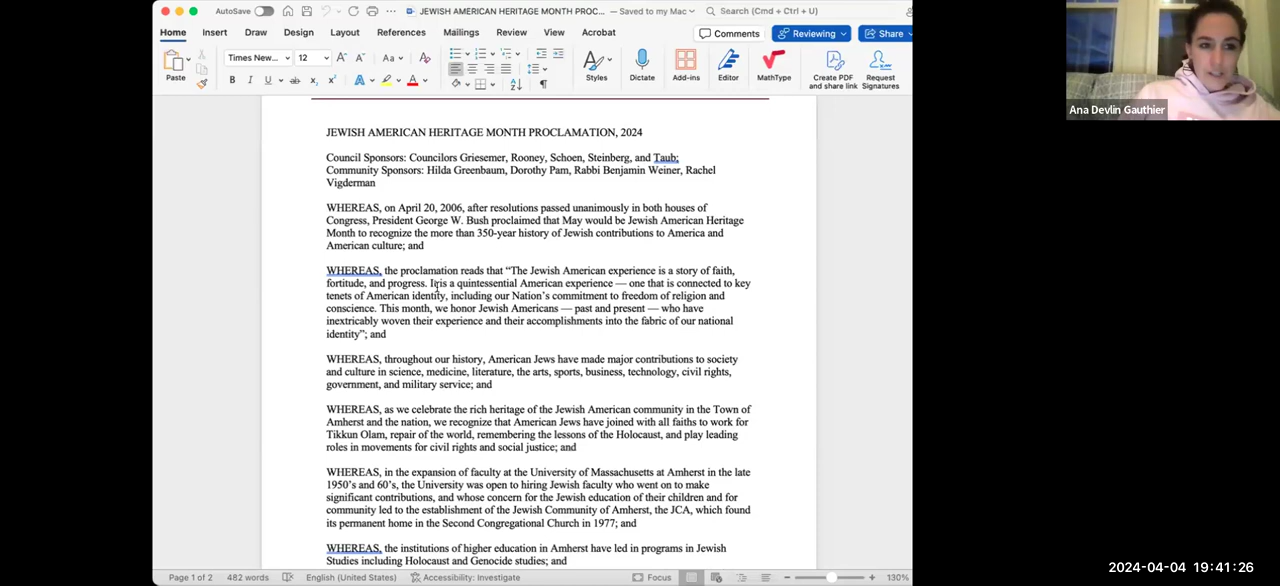 AutoSave
JEWISH AMERICAN HERITAGE MONTH PROC... — Saved to my Mac
Search (Cmd + Ctrl + U)
Home Insert Draw Design Layout References Mailings Review View Acrobat
Comments Reviewing Share
Paste
Times New... 12
Styles Dictate Add-ins Editor MathType Create PDF and share link Request Signatures
JEWISH AMERICAN HERITAGE MONTH PROCLAMATION, 2024
Council Sponsors: Councilors Griesemer, Rooney, Schoen, Steinberg, and Taub;
Community Sponsors: Hilda Greenbaum, Dorothy Pam, Rabbi Benjamin Weiner, Rachel
Vigderman
WHEREAS, on April 20, 2006, after resolutions passed unanimously in both houses of
Congress, President George W. Bush proclaimed that May would be Jewish American Heritage
Month to recognize the more than 350-year history of Jewish contributions to America and
American culture; and
WHEREAS, the proclamation reads that “The Jewish American experience is a story of faith,
fortitude, and progress. It is a quintessential American experience — one that is connected to key
tenets of American identity, including our Nation’s commitment to freedom of religion and
conscience. This month, we honor Jewish Americans — past and present — who have
inextricably woven their experience and their accomplishments into the fabric of our national
identity”; and
WHEREAS, throughout our history, American Jews have made major contributions to society
and culture in science, medicine, literature, the arts, sports, business, technology, civil rights,
government, and military service; and
WHEREAS, as we celebrate the rich heritage of the Jewish American community in the Town of
Amherst and the nation, we recognize that American Jews have joined with all faiths to work for
Tikkun Olam, repair of the world, remembering the lessons of the Holocaust, and play leading
roles in movements for civil rights and social justice; and
WHEREAS, in the expansion of faculty at the University of Massachusetts at Amherst in the late
1950’s and 60’s, the University was open to hiring Jewish faculty who went on to make
significant contributions, and whose concern for the Jewish education of their children and for
community led to the establishment of the Jewish Community of Amherst, the JCA, which found
its permanent home in the Second Congregational Church in 1977; and
WHEREAS, the institutions of higher education in Amherst have led in programs in Jewish
Studies including Holocaust and Genocide studies; and
Page 1 of 2 482 words English (United States) Accessibility: Investigate Focus 130%
Ana Devlin Gauthier
2024-04-04 19:41:26